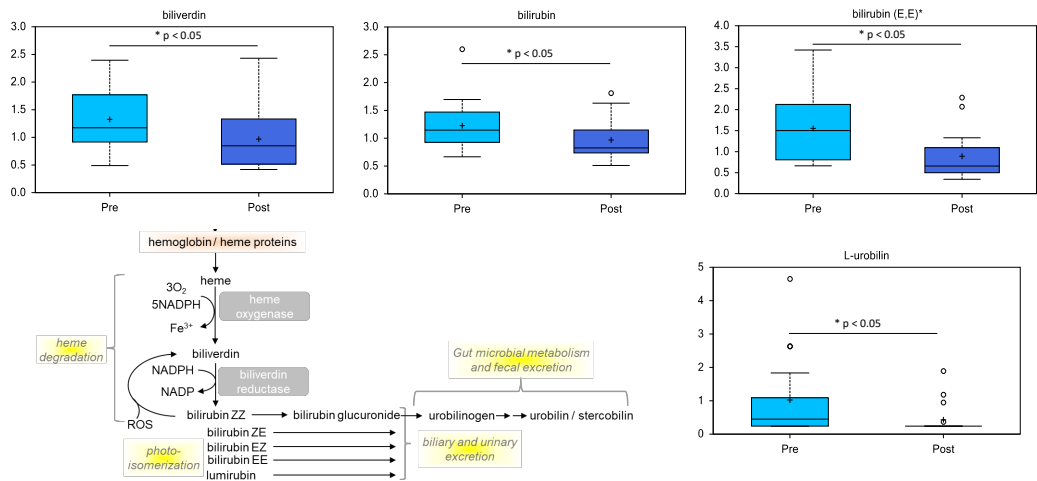 biliverdin
3.0
2.5
2.0
1.5
1.0
0.5
0.0
* p < 0.05
Pre
Post
bilirubin
3.0
2.5
2.0
1.5
1.0
0.5
0.0
* p < 0.05
Pre
Post
bilirubin (E,E)*
4.0
3.5
3.0
2.5
2.0
1.5
1.0
0.5
0.0
* p < 0.05
Pre
Post
hemoglobin / heme proteins
heme
3O2
5NADPH
Fe3+
heme
oxygenase
heme
degradation
biliverdin
NADPH
NADP
biliverdin
reductase
ROS
bilirubin ZZ
bilirubin glucuronide
urobilinogen
urobilin / stercobilin
Gut microbial metabolism
and fecal excretion
bilirubin ZE
bilirubin EZ
bilirubin EE
lumirubin
photo-
isomerization
biliary and urinary
excretion
L-urobilin
5
4
3
2
1
0
* p < 0.05
Pre
Post